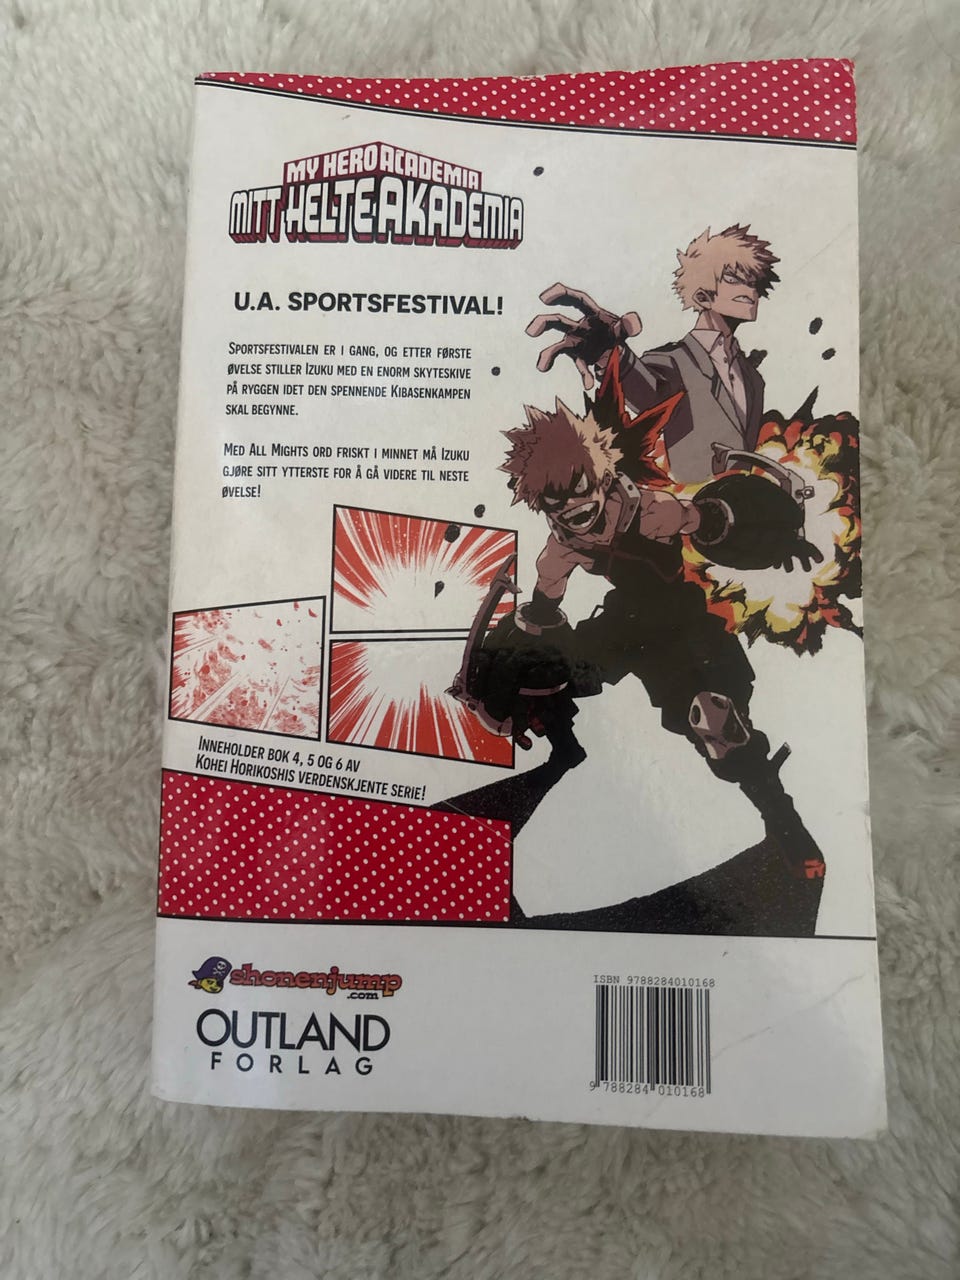 MY HERO ACADEMIA
MITT HELTEAKADEMIA
U.A. SPORTSFESTIVAL!
SPORTSFESTIVALEN ER I GANG, OG ETTER FØRSTE
ØVELSE STILLER IZUKU MED EN ENORM SKYTESKIVE
PÅ RYGGEN IDET DEN SPENNENDE KIBASENKAMPEN
SKAL BEGYNNE.
MED ALL MIGHTS ORD FRISKT I MINNET MÅ IZUKU
GJØRE SITT YTTERSTE FOR Å GÅ VIDERE TIL NESTE
ØVELSE!
INNEHOLDER BOK 4, 5 OG 6 AV
KOHEI HORIKOSHIS VERDENSKJENTE SERIE!
shonenjump
.com
OUTLAND
FORLAG
ISBN 9788284010168
9 788284 010168